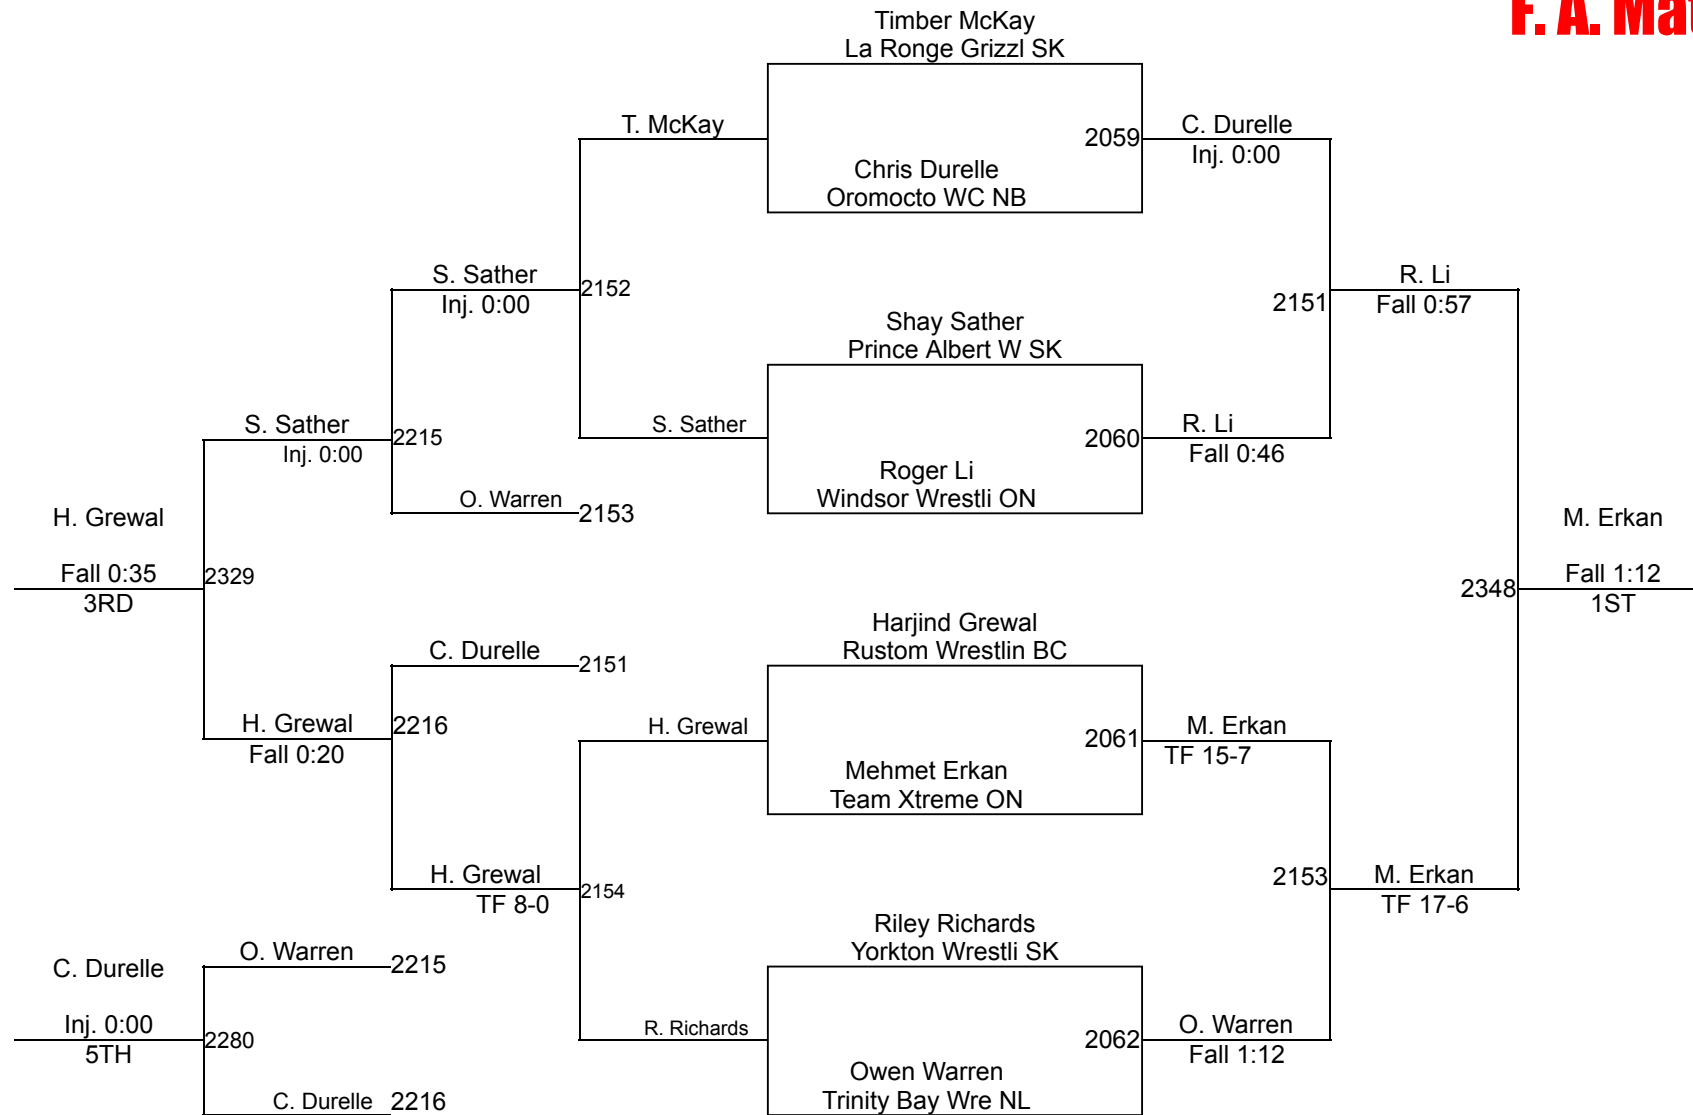 F. A. Mat
Timber McKay
La Ronge Grizzl SK
T. McKay
2059
C. Durelle
Inj. 0:00
Chris Durelle
Oromocto WC NB
S. Sather
Inj. 0:00
2152
2151
R. Li
Fall 0:57
Shay Sather
Prince Albert W SK
S. Sather
Inj. 0:00
2215
S. Sather
2060
R. Li
Fall 0:46
Roger Li
Windsor Wrestli ON
O. Warren
2153
H. Grewal
Fall 0:35
3RD
2329
M. Erkan
2348
Fall 1:12
1ST
Harjind Grewal
Rustom Wrestlin BC
C. Durelle
2151
H. Grewal
Fall 0:20
2216
H. Grewal
2061
M. Erkan
TF 15-7
Mehmet Erkan
Team Xtreme ON
H. Grewal
TF 8-0
2154
2153
M. Erkan
TF 17-6
Riley Richards
Yorkton Wrestli SK
C. Durelle
O. Warren
2215
Inj. 0:00
5TH
2280
R. Richards
2062
O. Warren
Fall 1:12
Owen Warren
Trinity Bay Wre NL
C. Durelle
2216